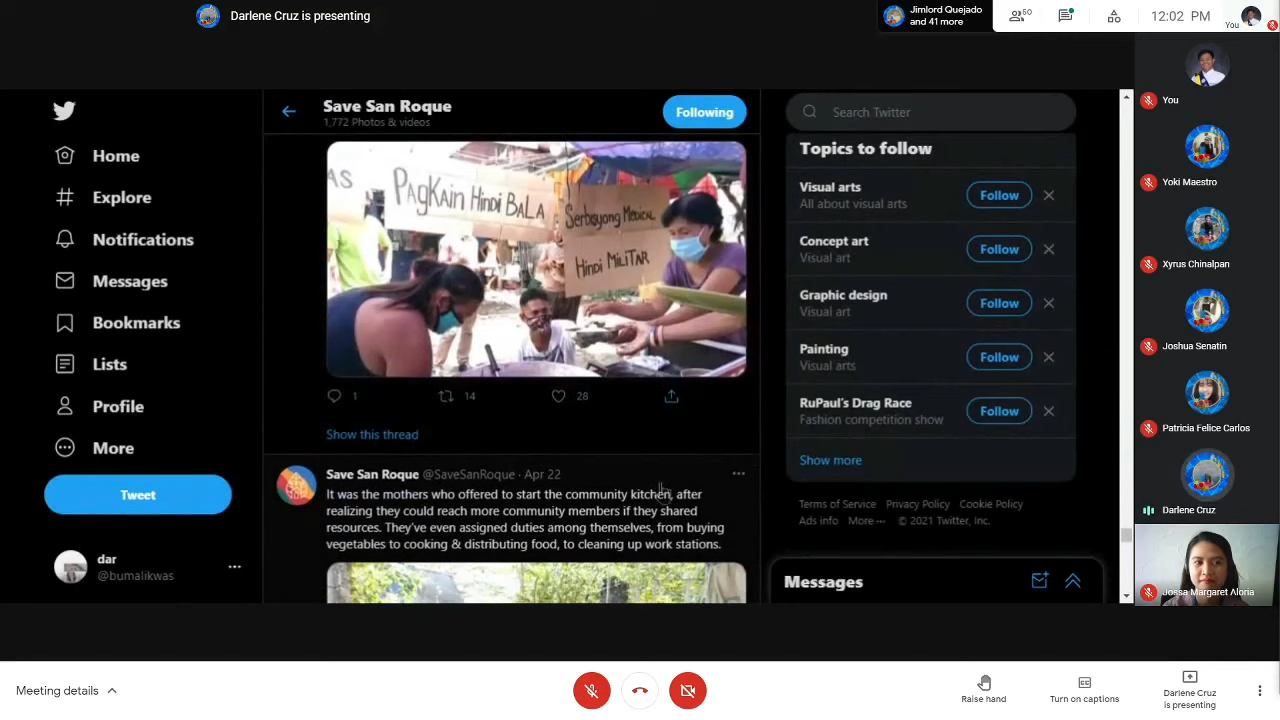 Darlene Cruz is presenting
Jimlord Quejado
and 41 more
50
12:02 PM
You
Home
Explore
Notifications
Messages
Bookmarks
Lists
Profile
More
Tweet
dar
@bumalikwas
Save San Roque
1,772 Photos & videos
Following
AS
PAGKAIN HINDI BALA
Serbisyong Medical
Hindi MILITAR
1
14
28
Show this thread
Save San Roque @SaveSanRoque · Apr 22
It was the mothers who offered to start the community kitchen, after
realizing they could reach more community members if they shared
resources. They've even assigned duties among themselves, from buying
vegetables to cooking & distributing food, to cleaning up work stations.
Search Twitter
Topics to follow
Visual arts
All about visual arts
Follow
Concept art
Visual art
Follow
Graphic design
Visual art
Follow
Painting
Visual arts
Follow
RuPaul's Drag Race
Fashion competition show
Follow
Show more
Terms of Service Privacy Policy Cookie Policy
Ads info More ··· © 2021 Twitter, Inc.
Messages
You
Yoki Maestro
Xyrus Chinalpan
Joshua Senatin
Patricia Felice Carlos
Darlene Cruz
Jossa Margaret Aloria
Meeting details
Raise hand
Turn on captions
Darlene Cruz
is presenting